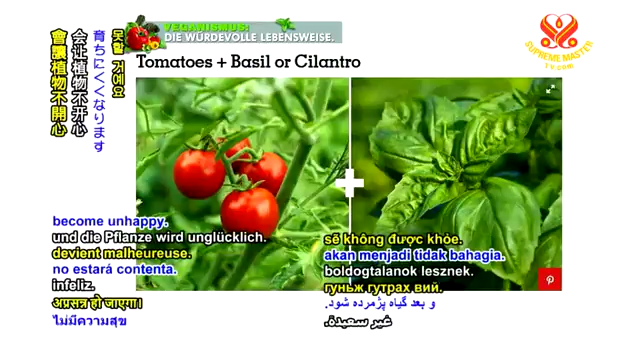 VEGANISMUS:
DIE WÜRDEVOLLE LEBENSWEISE.
SUPREME MASTER
TV.com
Tomatoes + Basil or Cilantro
못할 거예요
育ちにくくなります
会让植物不开心
會讓植物不開心
become unhappy.
und die Pflanze wird unglücklich.
devient malheureuse.
no estará contenta.
infeliz.
अप्रसन्न हो जाएगा।
ไม่มีความสุข
sẽ không được khỏe.
akan menjadi tidak bahagia.
boldogtalanok lesznek.
гуньж гутрах вий.
و بعد گیاه پژمرده شود.
غير سعيدة.